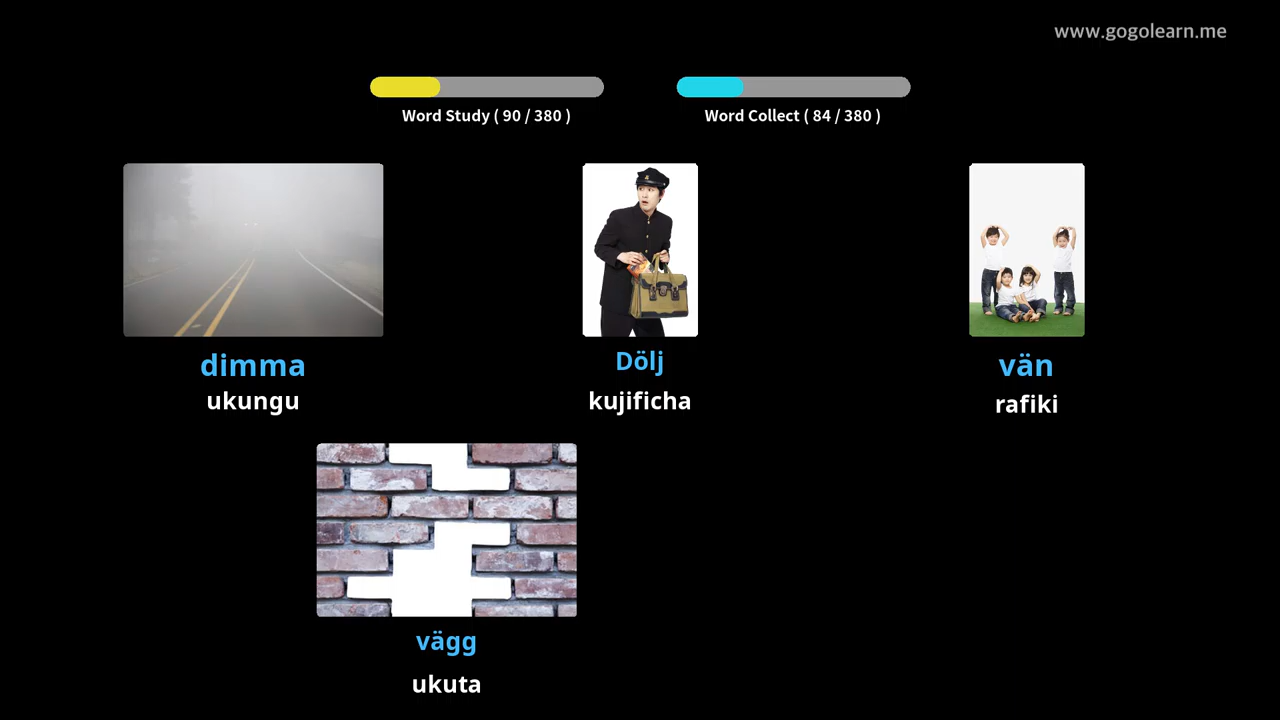 www.gogolearn.me
Word Study ( 90 / 380 )
Word Collect ( 84 / 380 )
dimma
ukungu
Dölj
kujificha
vän
rafiki
vägg
ukuta